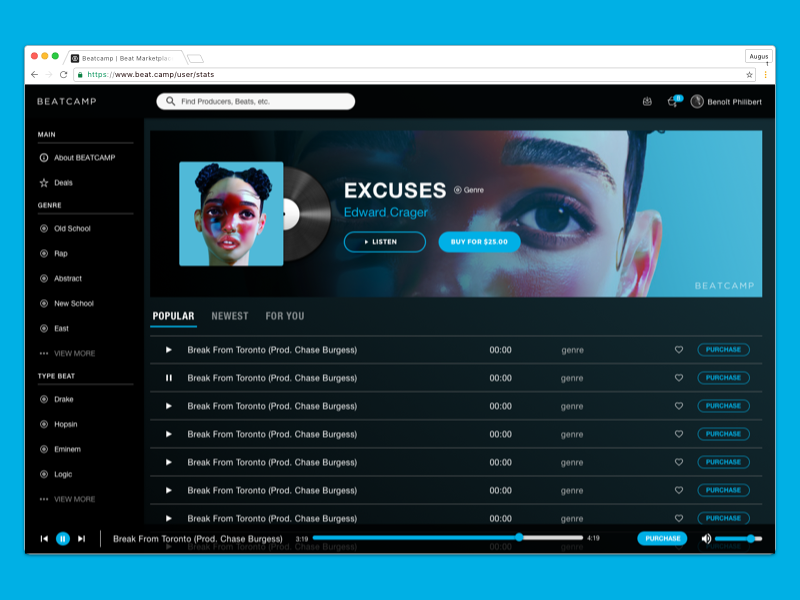 Beatcamp | Beat Marketplac
Augus
https://www.beat.camp/user/stats
BEATCAMP
Find Producers, Beats, etc.
8
Benoît Philibert
MAIN
About BEATCAMP
Deals
GENRE
Old School
Rap
Abstract
New School
East
VIEW MORE
TYPE BEAT
Drake
Hopsin
Eminem
Logic
VIEW MORE
EXCUSES Genre
Edward Crager
LISTEN BUY FOR $25.00
BEATCAMP
POPULAR NEWEST FOR YOU
Break From Toronto (Prod. Chase Burgess) 00:00 genre PURCHASE
Break From Toronto (Prod. Chase Burgess) 00:00 genre PURCHASE
Break From Toronto (Prod. Chase Burgess) 00:00 genre PURCHASE
Break From Toronto (Prod. Chase Burgess) 00:00 genre PURCHASE
Break From Toronto (Prod. Chase Burgess) 00:00 genre PURCHASE
Break From Toronto (Prod. Chase Burgess) 00:00 genre PURCHASE
Break From Toronto (Prod. Chase Burgess) 00:00 genre PURCHASE
Break From Toronto (Prod. Chase Burgess) 3:19 4:19 PURCHASE